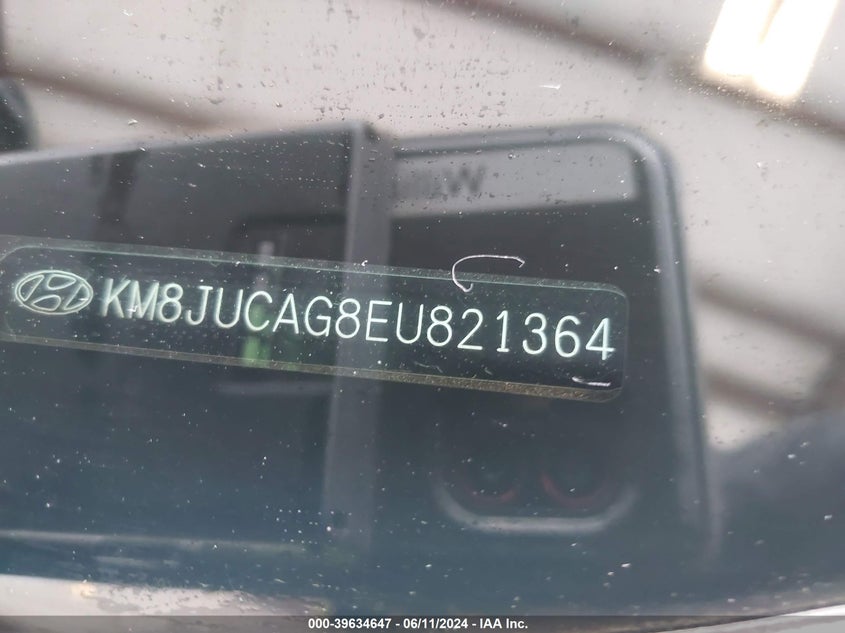 KM8JUCAG8EU821364
000-39634647 - 06/11/2024 - IAA Inc.